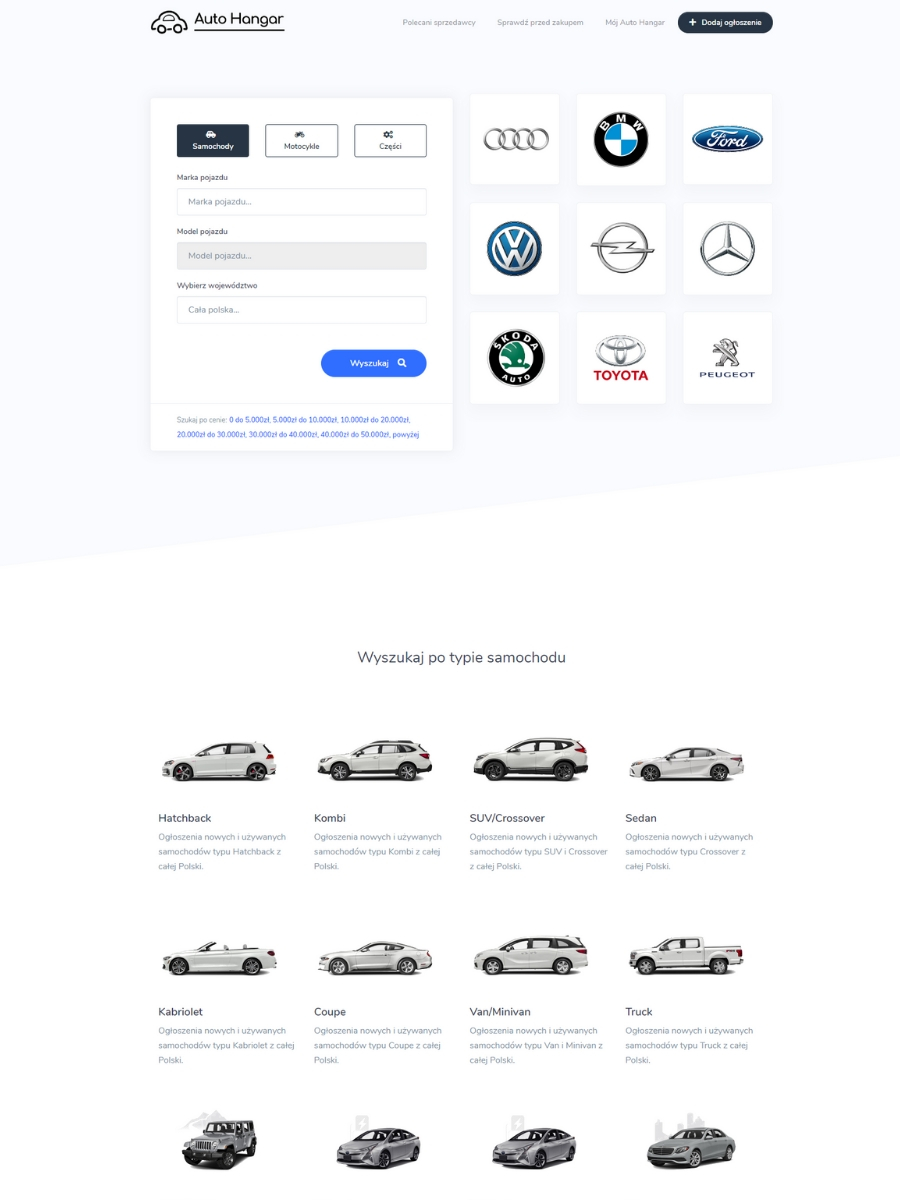 Auto Hangar
Polecani sprzedawcy
Sprawdź przed zakupem
Mój Auto Hangar
Dodaj ogłoszenie
Samochody
Motocykle
Części
Marka pojazdu
Marka pojazdu...
Model pojazdu
Model pojazdu...
Wybierz województwo
Cała polska...
Wyszukaj
Szukaj po cenie: 0 do 5.000zł, 5.000zł do 10.000zł, 10.000zł do 20.000zł,
20.000zł do 30.000zł, 30.000zł do 40.000zł, 40.000zł do 50.000zł, powyżej
BMW
Ford
SKODA
AUTO
TOYOTA
PEUGEOT
Wyszukaj po typie samochodu
Hatchback
Ogłoszenia nowych i używanych
samochodów typu Hatchback z
całej Polski.
Kombi
Ogłoszenia nowych i używanych
samochodów typu Kombi z całej
Polski.
SUV/Crossover
Ogłoszenia nowych i używanych
samochodów typu SUV i Crossover
z całej Polski.
Sedan
Ogłoszenia nowych i używanych
samochodów typu Crossover z
całej Polski.
Kabriolet
Ogłoszenia nowych i używanych
samochodów typu Kabriolet z całej
Polski.
Coupe
Ogłoszenia nowych i używanych
samochodów typu Coupe z całej
Polski.
Van/Minivan
Ogłoszenia nowych i używanych
samochodów typu Van i Minivan z
całej Polski.
Truck
Ogłoszenia nowych i używanych
samochodów typu Truck z całej
Polski.